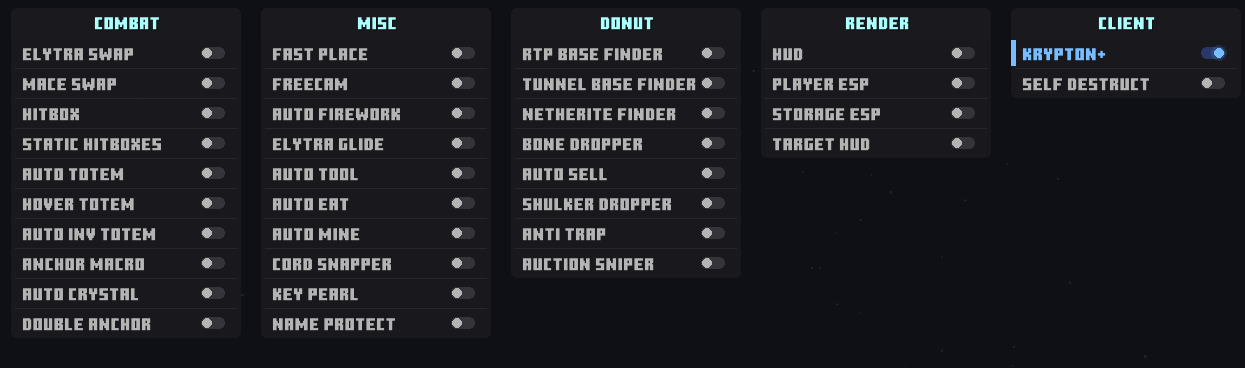 COMBAT
ELYTRA SWAP
MACE SWAP
HITBOX
STATIC HITBOXES
AUTO TOTEM
HOVER TOTEM
AUTO INV TOTEM
ANCHOR MACRO
AUTO CRYSTAL
DOUBLE ANCHOR
MISC
FAST PLACE
FREECAM
AUTO FIREWORK
ELYTRA GLIDE
AUTO TOOL
AUTO EAT
AUTO MINE
CORD SNAPPER
KEY PEARL
NAME PROTECT
DONUT
RTP BASE FINDER
TUNNEL BASE FINDER
NETHERITE FINDER
BONE DROPPER
AUTO SELL
SHULKER DROPPER
ANTI TRAP
AUCTION SNIPER
RENDER
HUD
PLAYER ESP
STORAGE ESP
TARGET HUD
CLIENT
KRYPTON+
SELF DESTRUCT